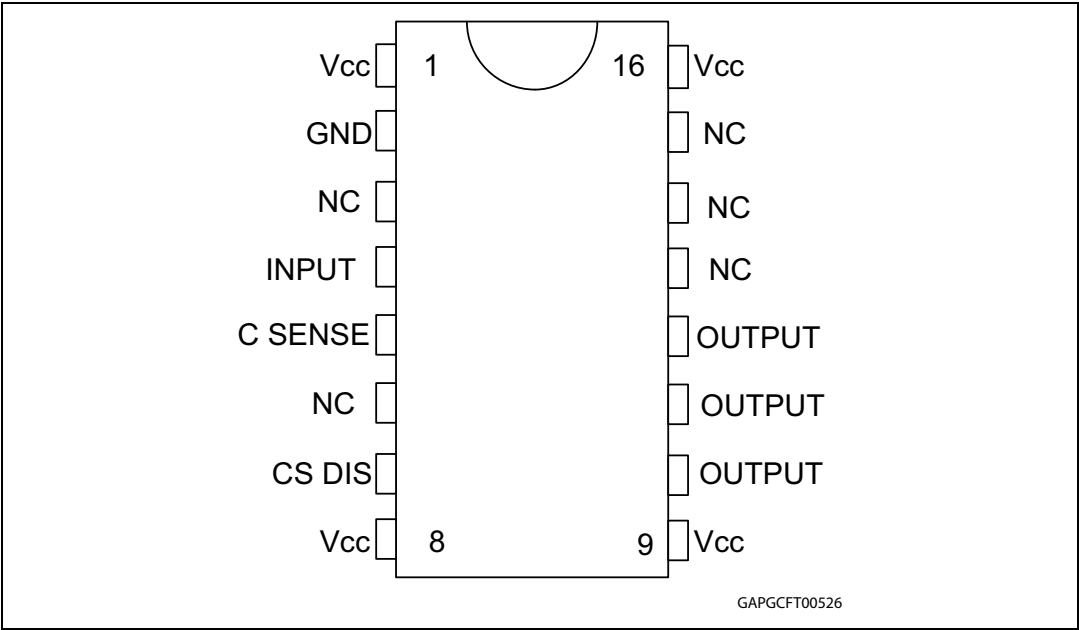 Vcc 1 16 Vcc
GND NC
NC NC
INPUT NC
C SENSE OUTPUT
NC OUTPUT
CS DIS OUTPUT
Vcc 8 9 Vcc
GAPGCFT00526